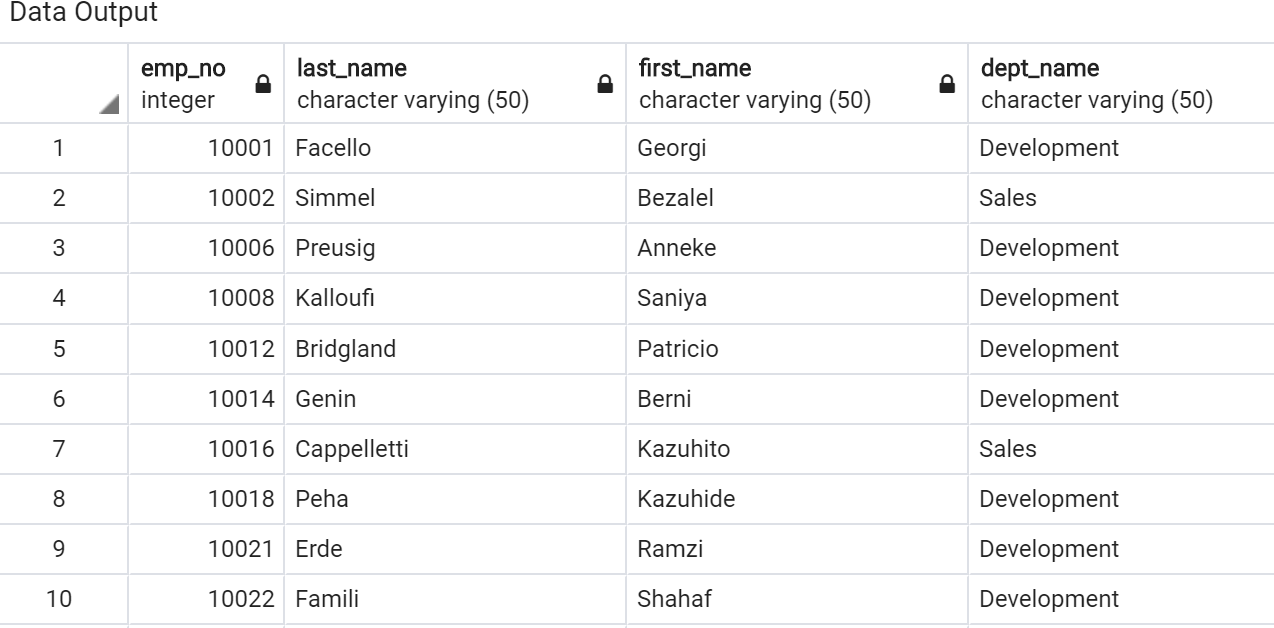 Data Output
emp_no last_name first_name dept_name
integer character varying (50) character varying (50) character varying (50)
1 10001 Facello Georgi Development
2 10002 Simmel Bezalel Sales
3 10006 Preusig Anneke Development
4 10008 Kalloufi Saniya Development
5 10012 Bridgland Patricio Development
6 10014 Genin Berni Development
7 10016 Cappelletti Kazuhito Sales
8 10018 Peha Kazuhide Development
9 10021 Erde Ramzi Development
10 10022 Famili Shahaf Development